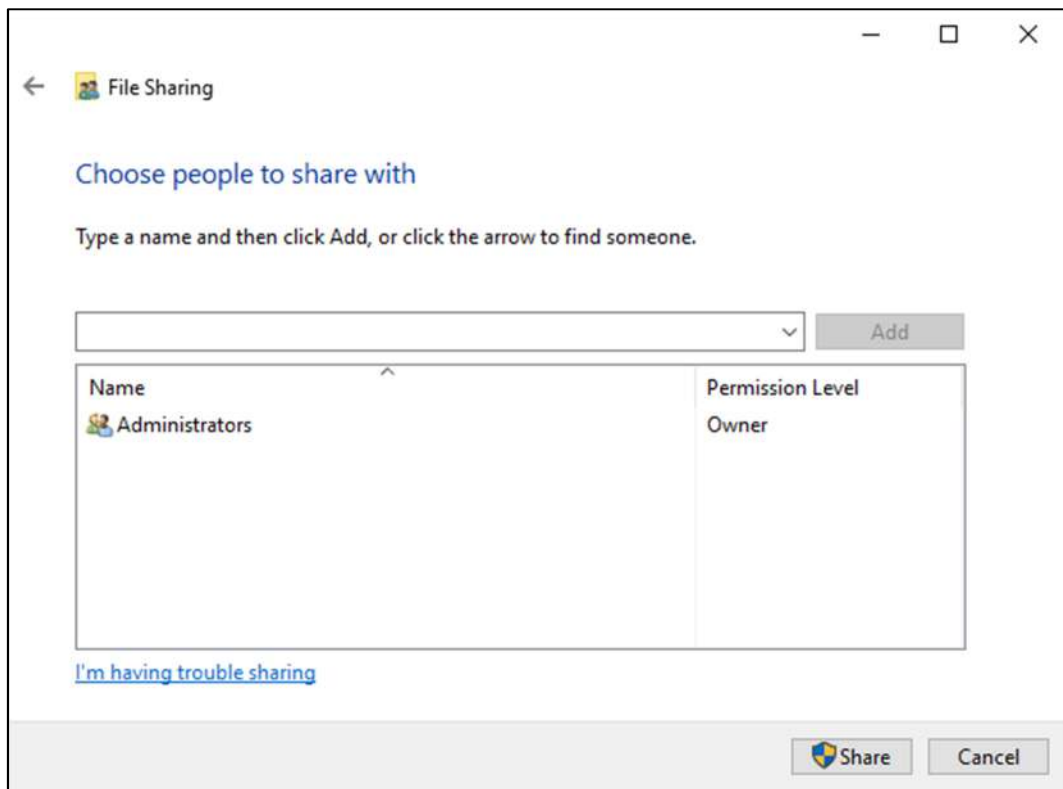 File Sharing
Choose people to share with
Type a name and then click Add, or click the arrow to find someone.
Add
Name Permission Level
Administrators Owner
I'm having trouble sharing
Share Cancel